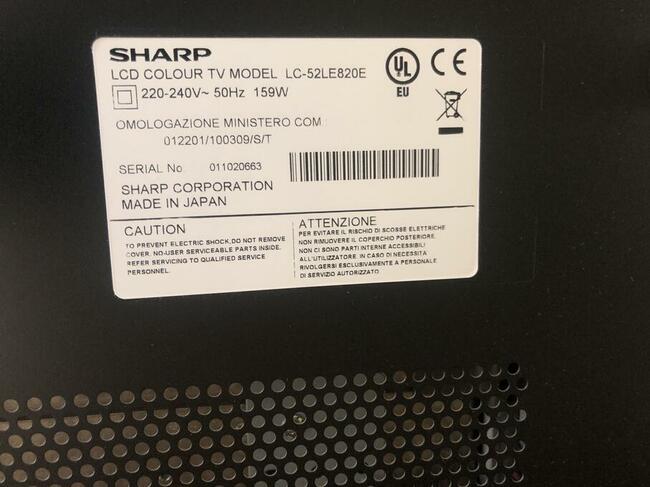 SHARP
LCD COLOUR TV MODEL LC-52LE820E
220-240V~ 50Hz 159W
UL
EU
CE
OMOLOGAZIONE MINISTERO COM
012201/100309/S/T
SERIAL No. 011020663
SHARP CORPORATION
MADE IN JAPAN
CAUTION
TO PREVENT ELECTRIC SHOCK,DO NOT REMOVE
COVER. NO-USER SERVICEABLE PARTS INSIDE.
REFER SERVICING TO QUALIFIED SERVICE
PERSONNEL.
ATTENZIONE
PER EVITARE IL RISCHIO DI SCOSSE ELETTRICHE
NON RIMUOVERE IL COPERCHIO POSTERIORE.
NON CI SONO PARTI INTERNE ACCESSIBILI
ALL'UTILIZZATORE. IN CASO DI NECESSITA'
RIVOLGERSI ESCLUSIVAMENTE A PERSONALE
DI SERVIZIO AUTORIZZATO.